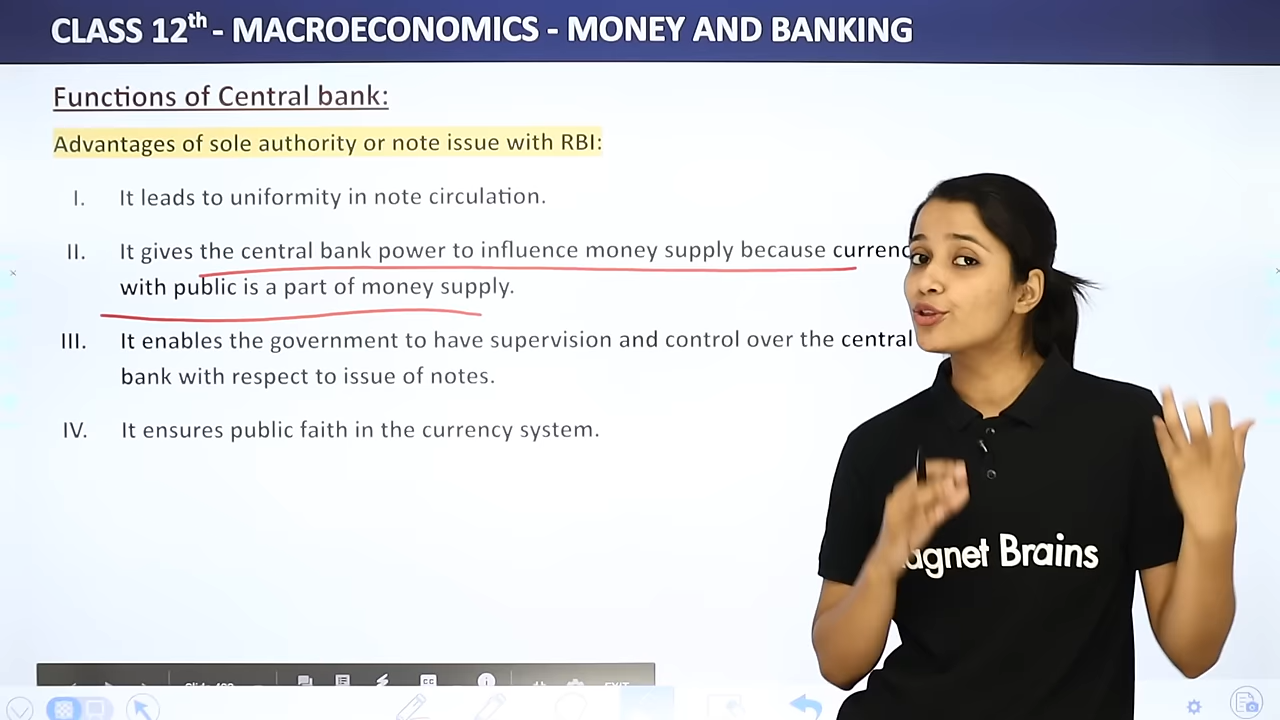 CLASS 12th - MACROECONOMICS - MONEY AND BANKING
Functions of Central bank:
Advantages of sole authority or note issue with RBI:
I. It leads to uniformity in note circulation.
II. It gives the central bank power to influence money supply because currenc
with public is a part of money supply.
III. It enables the government to have supervision and control over the central
bank with respect to issue of notes.
IV. It ensures public faith in the currency system.
agnet Brains